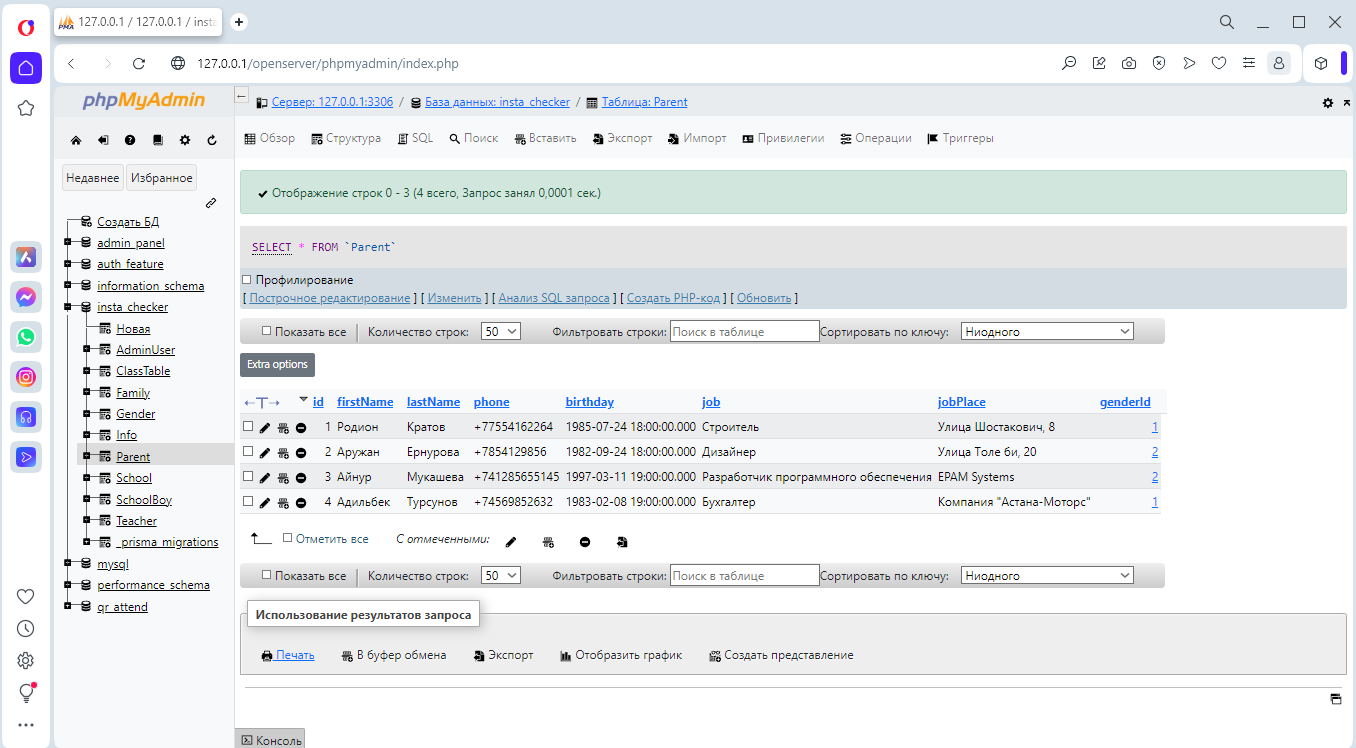 127.0.0.1 / 127.0.0.1 / insta
127.0.0.1/openserver/phpmyadmin/index.php
phpMyAdmin
Недавнее Избранное
Создать БД
admin_panel
auth_feature
information_schema
insta_checker
Новая
AdminUser
ClassTable
Family
Gender
Info
Parent
School
SchoolBoy
Teacher
_prisma_migrations
mysql
performance_schema
qr_attend
Сервер: 127.0.0.1:3306 / База данных: insta_checker / Таблица: Parent
Обзор Структура SQL Поиск Вставить Экспорт Импорт Привилегии Операции Триггеры
Отображение строк 0 - 3 (4 всего, Запрос занял 0,0001 сек.)
SELECT * FROM `Parent`
Профилирование
[ Построчное редактирование ] [ Изменить ] [ Анализ SQL запроса ] [ Создать PHP-код ] [ Обновить ]
Показать все Количество строк: 50 Фильтровать строки: Поиск в таблице Сортировать по ключу: Ниодного
Extra options
←T→ id firstName lastName phone birthday job jobPlace genderId
1 Родион Кратов +77554162264 1985-07-24 18:00:00.000 Строитель Улица Шостакович, 8 1
2 Аружан Ернурова +7854129856 1982-09-24 18:00:00.000 Дизайнер Улица Толе би, 20 2
3 Айнур Мукашева +741285655145 1997-03-11 19:00:00.000 Разработчик программного обеспечения EPAM Systems 2
4 Адильбек Турсунов +74569852632 1983-02-08 19:00:00.000 Бухгалтер Компания "Астана-Моторс" 1
Отметить все С отмеченными:
Показать все Количество строк: 50 Фильтровать строки: Поиск в таблице Сортировать по ключу: Ниодного
Использование результатов запроса
Печать В буфер обмена Экспорт Отобразить график Создать представление
Консоль